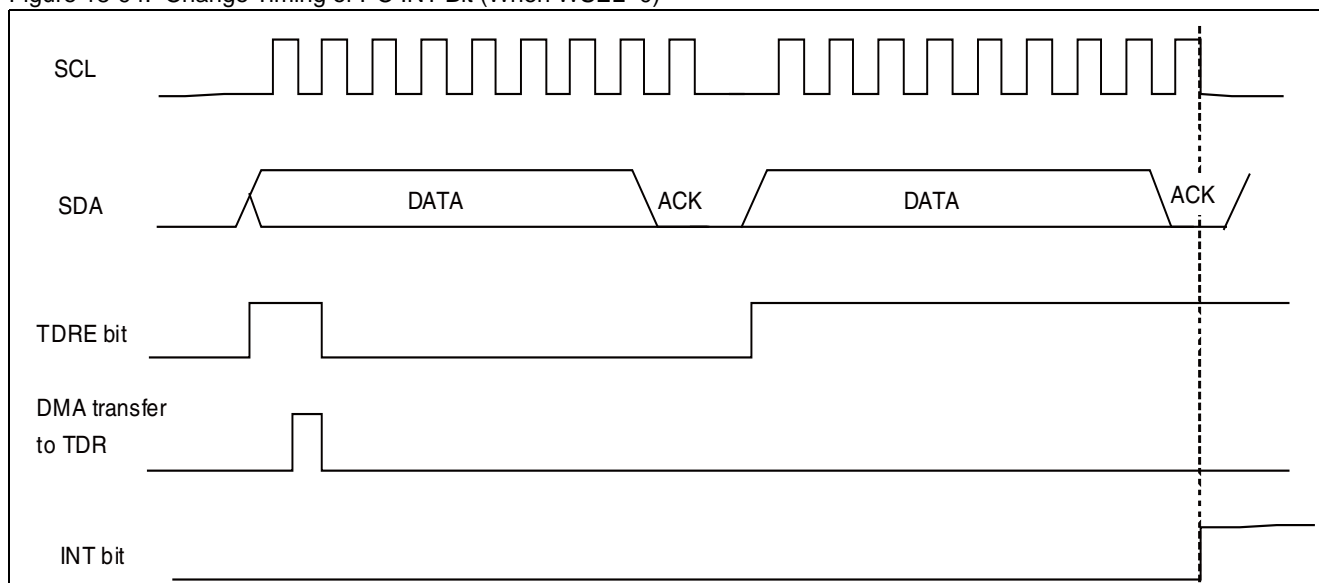 SCL
SDA
DATA
ACK
DATA
ACK
TDRE bit
DMA transfer
to TDR
INT bit